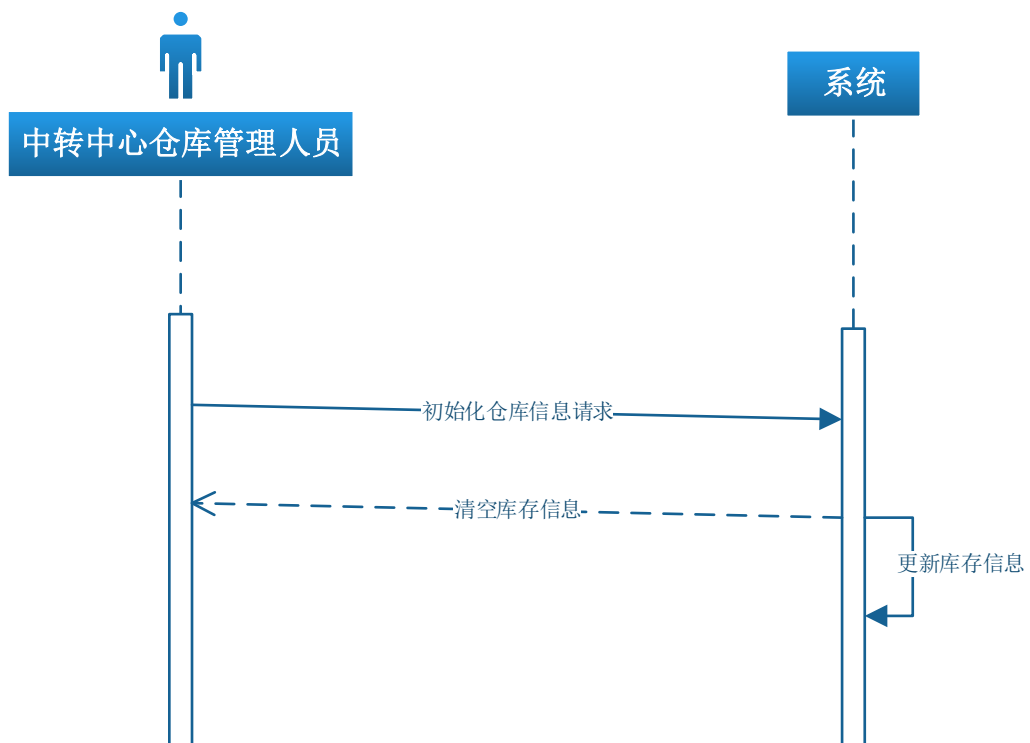 系统
中转中心仓库管理人员
初始化仓库信息请求
清空库存信息
更新库存信息